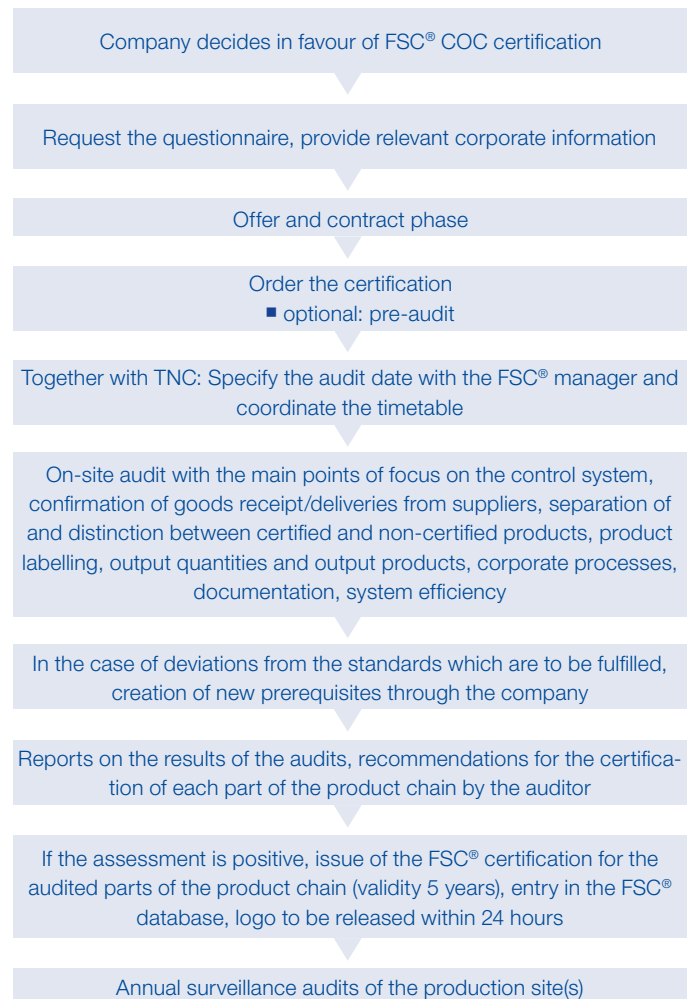 Company decides in favour of FSC® COC certification
Request the questionnaire, provide relevant corporate information
Offer and contract phase
Order the certification
■ optional: pre-audit
Together with TNC: Specify the audit date with the FSC® manager and
coordinate the timetable
On-site audit with the main points of focus on the control system,
confirmation of goods receipt/deliveries from suppliers, separation of
and distinction between certified and non-certified products, product
labelling, output quantities and output products, corporate processes,
documentation, system efficiency
In the case of deviations from the standards which are to be fulfilled,
creation of new prerequisites through the company
Reports on the results of the audits, recommendations for the certifica-
tion of each part of the product chain by the auditor
If the assessment is positive, issue of the FSC® certification for the
audited parts of the product chain (validity 5 years), entry in the FSC®
database, logo to be released within 24 hours
Annual surveillance audits of the production site(s)